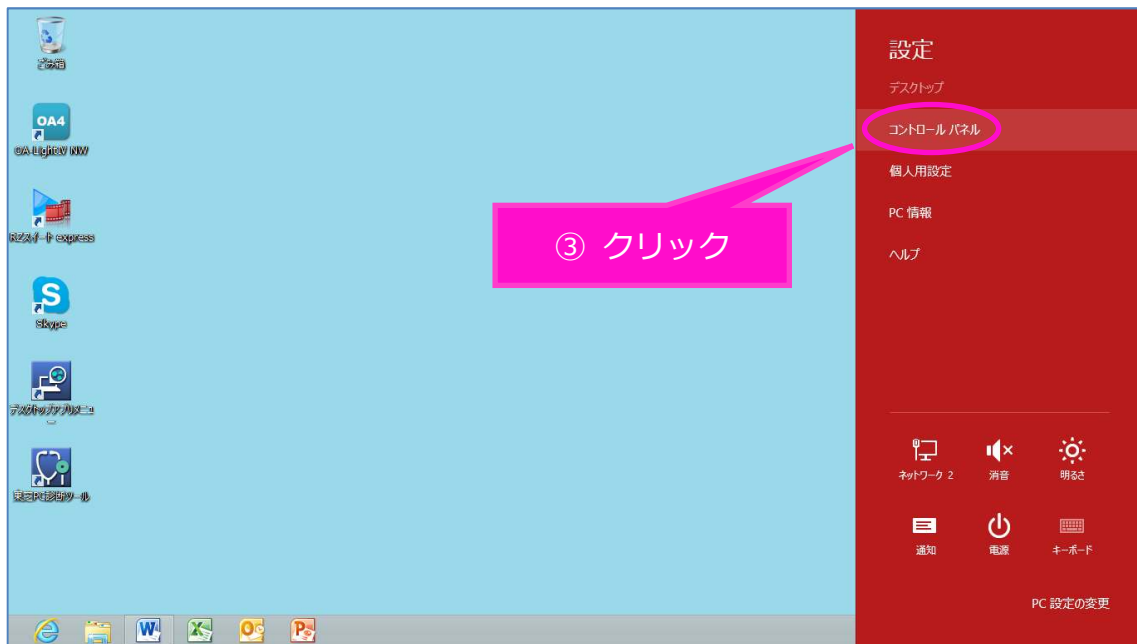 ごみ箱
OA4
OA-LightⅣ NW
RZスイート express
S
Skype
デスクトップアプリメニュー
東芝PC診断ツール
③ クリック
設定
デスクトップ
コントロール パネル
個人用設定
PC 情報
ヘルプ
ネットワーク 2
消音
明るさ
通知
電源
キーボード
PC 設定の変更